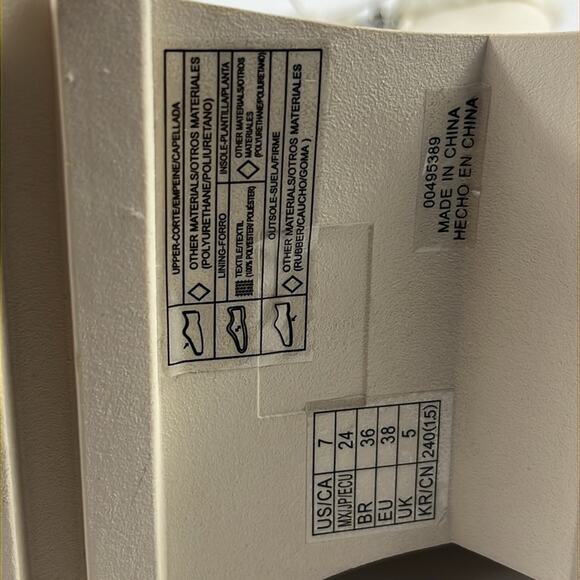 UPPER-CORTE/EMPEINE/CAPELLADA
OTHER MATERIALS/OTROS MATERIALES
(POLYURETHANE/POLIURETANO)
LINING-FORRO
TEXTILE/TEXTIL
(100% POLYESTER/ POLIÉSTER)
INSOLE-PLANTILLA/PLANTA
OTHER MATERIALS/OTROS
MATERIALES
(POLYURETHANE/POLIURETANO)
OUTSOLE-SUELA/FIRME
OTHER MATERIALS/OTROS MATERIALES
(RUBBER/CAUCHO/GOMA )
00495389
MADE IN CHINA
HECHO EN CHINA
US/CA 7
MX/JP/ECU 24
BR 36
EU 38
UK 5
KR/CN 240(1.5)